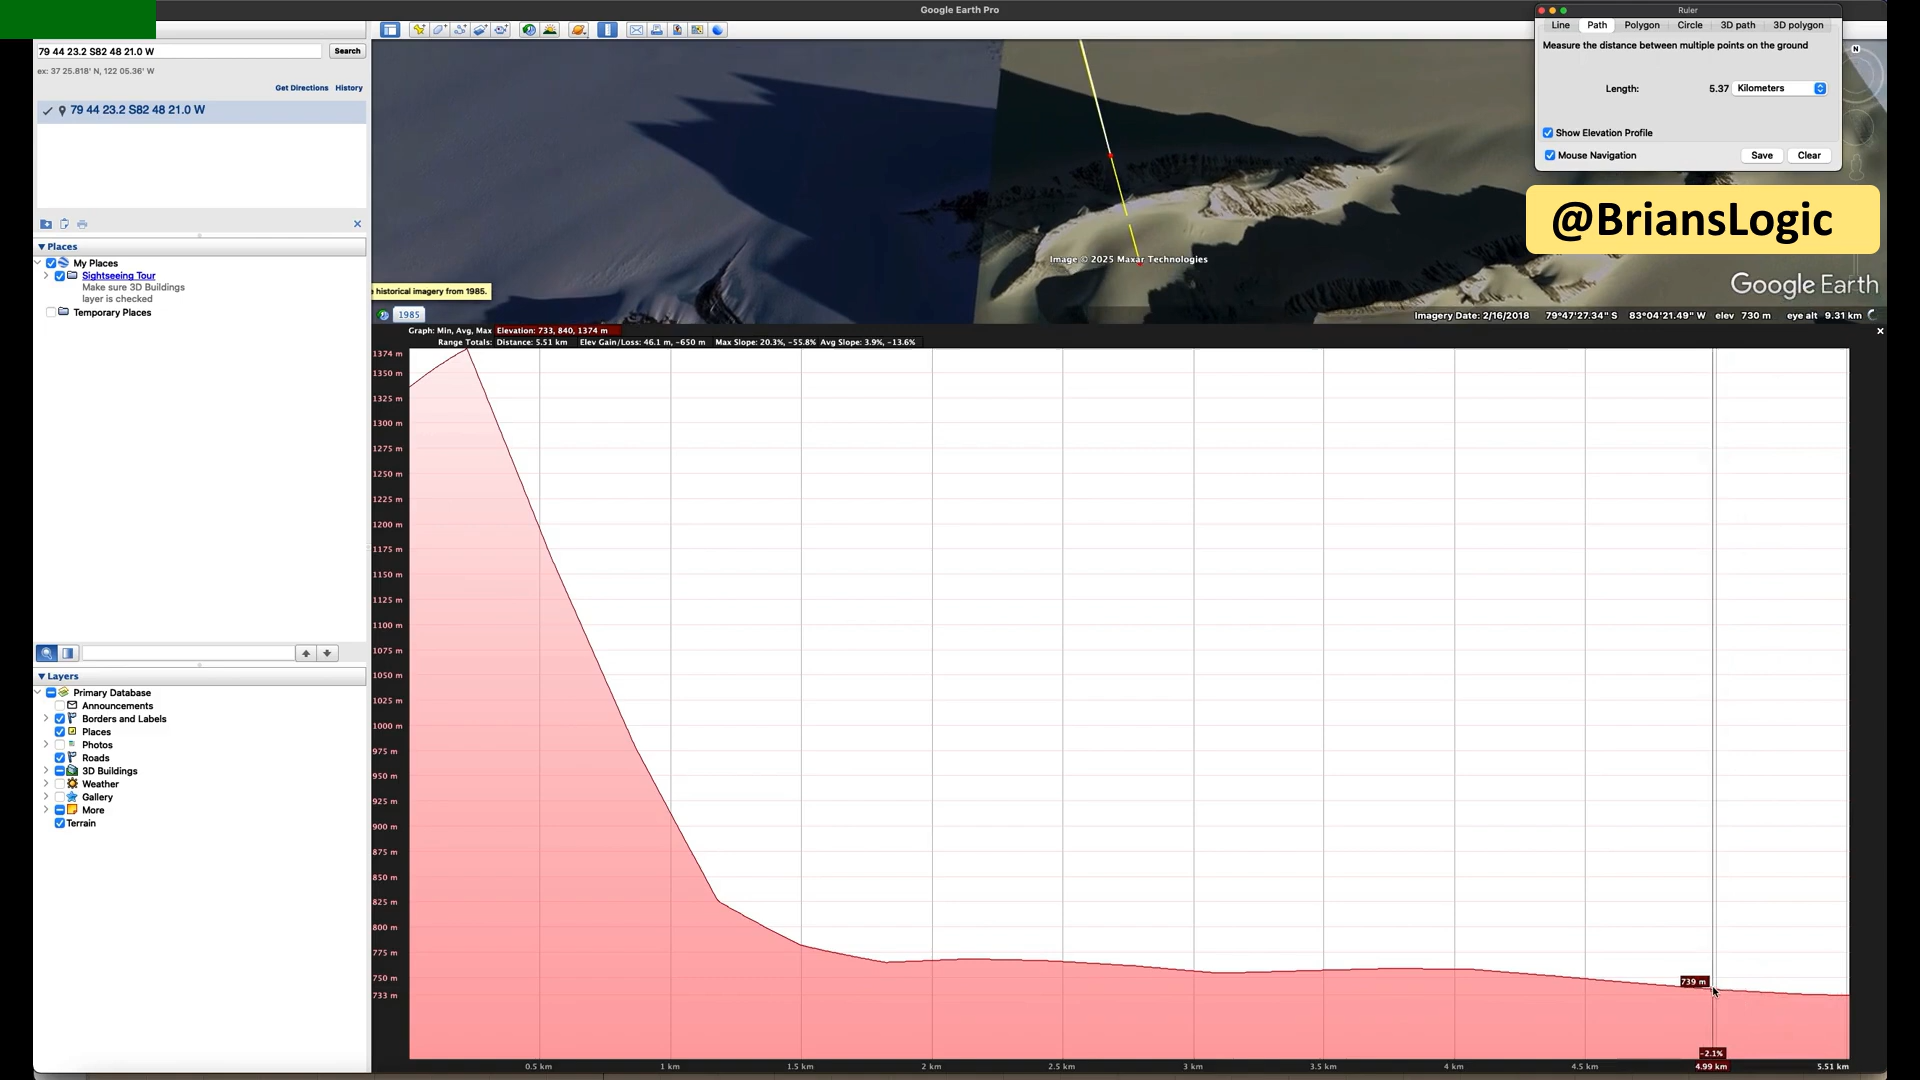 Google Earth Pro
79 44 23.2 S82 48 21.0 W
Search
ex: 37 25.818' N, 122 05.36' W
Get Directions History
79 44 23.2 S82 48 21.0 W
Places
My Places
Sightseeing Tour
Make sure 3D Buildings
layer is checked
Temporary Places
Layers
Primary Database
Announcements
Borders and Labels
Places
Photos
Roads
3D Buildings
Weather
Gallery
More
Terrain
Ruler
Line Path Polygon Circle 3D path 3D polygon
Measure the distance between multiple points on the ground
Length: 5.37 Kilometers
Show Elevation Profile
Mouse Navigation
Save Clear
N
@BriansLogic
Image © 2025 Maxar Technologies
Google Earth
historical imagery from 1985.
1985
Imagery Date: 2/16/2018 79°47'27.34" S 83°04'21.49" W elev 730 m eye alt 9.31 km
Graph: Min, Avg, Max Elevation: 733, 840, 1374 m
Range Totals: Distance: 5.51 km Elev Gain/Loss: 46.1 m, -650 m Max Slope: 20.3%, -55.8% Avg Slope: 3.9%, -13.6%
1374 m
1350 m
1325 m
1300 m
1275 m
1250 m
1225 m
1200 m
1175 m
1150 m
1125 m
1100 m
1075 m
1050 m
1025 m
1000 m
975 m
950 m
925 m
900 m
875 m
850 m
825 m
800 m
775 m
750 m
733 m
739 m
-2.1%
0.5 km 1 km 1.5 km 2 km 2.5 km 3 km 3.5 km 4 km 4.5 km 4.99 km 5.51 km